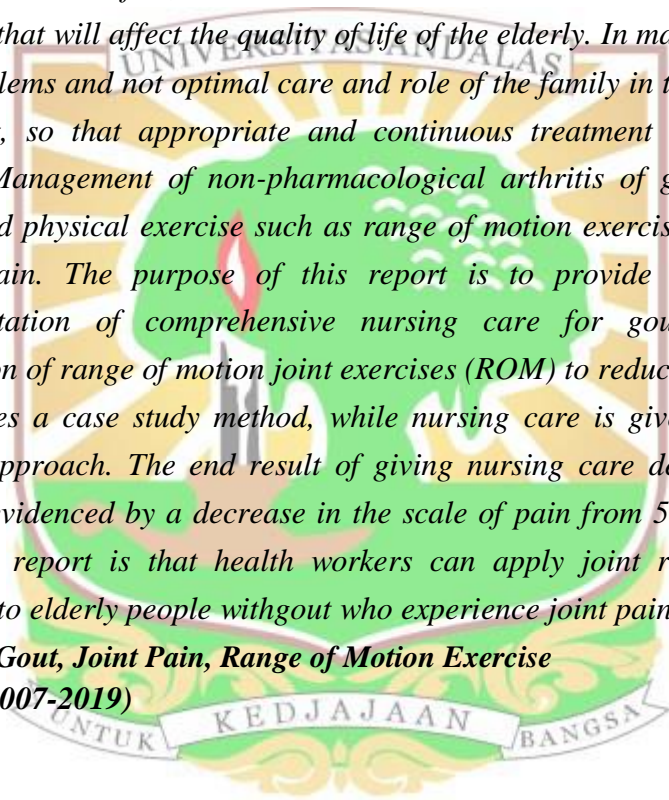 that will affect the quality of life of the elderly. In ma
UNIVERSITAS ANDALAS
lems and not optimal care and role of the family in t
, so that appropriate and continuous treatment
Management of non-pharmacological arthritis of g
d physical exercise such as range of motion exercis
ain. The purpose of this report is to provide
tation of comprehensive nursing care for gou
on of range of motion joint exercises (ROM) to reduc
es a case study method, while nursing care is give
pproach. The end result of giving nursing care de
evidenced by a decrease in the scale of pain from 5
report is that health workers can apply joint r
to elderly people withgout who experience joint pain
Gout, Joint Pain, Range of Motion Exercise
007-2019)
UNTUK KEDJAJAAN BANGSA